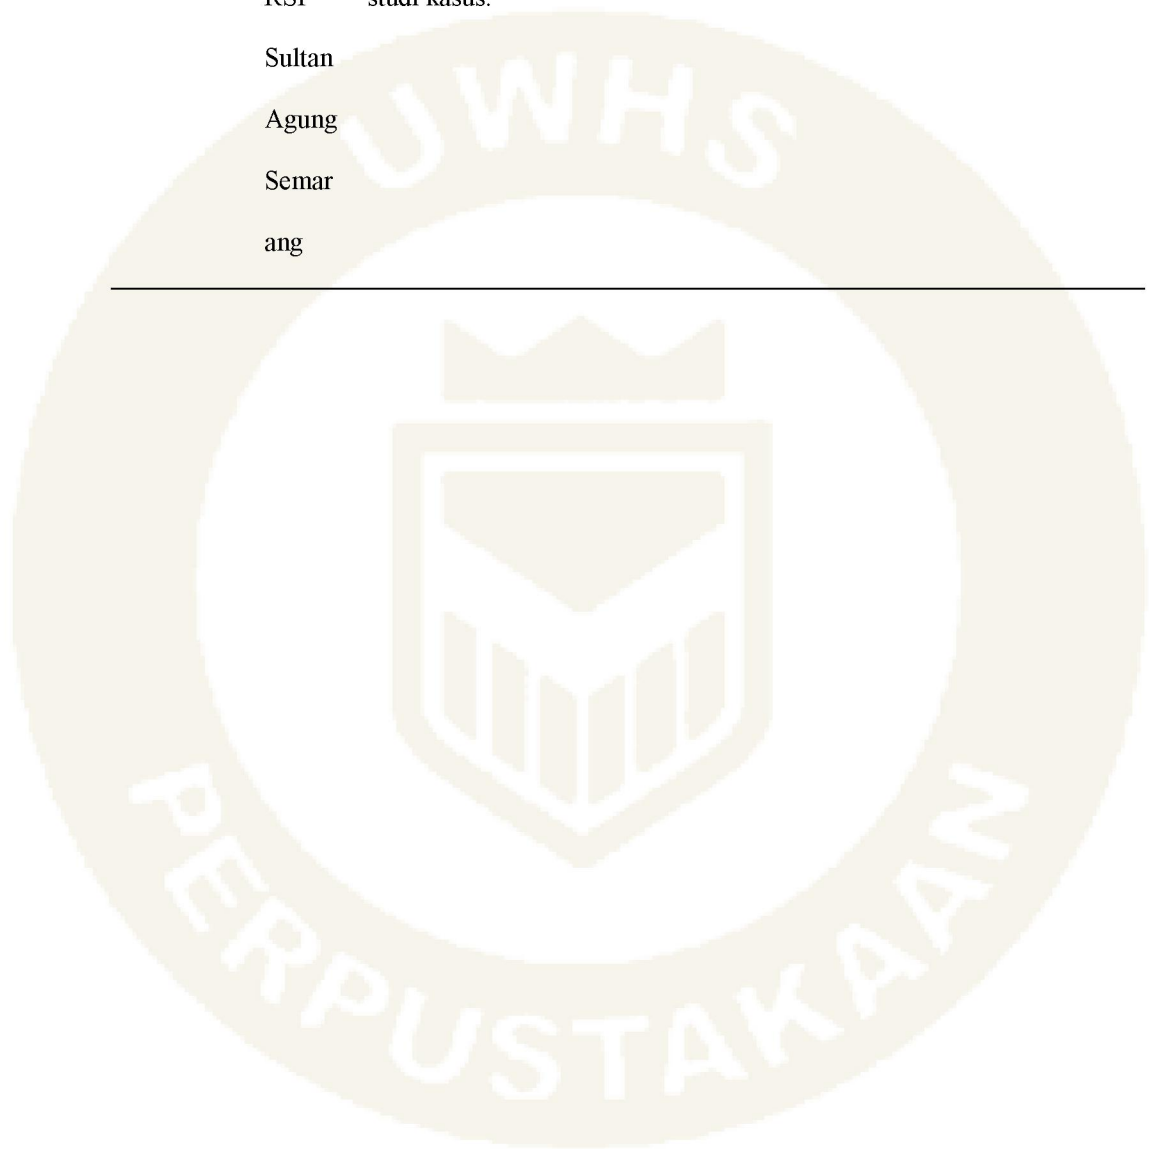 RSI studi kasus.
Sultan
Agung
Semar
ang
UWHS
PERPUSTAKAAN